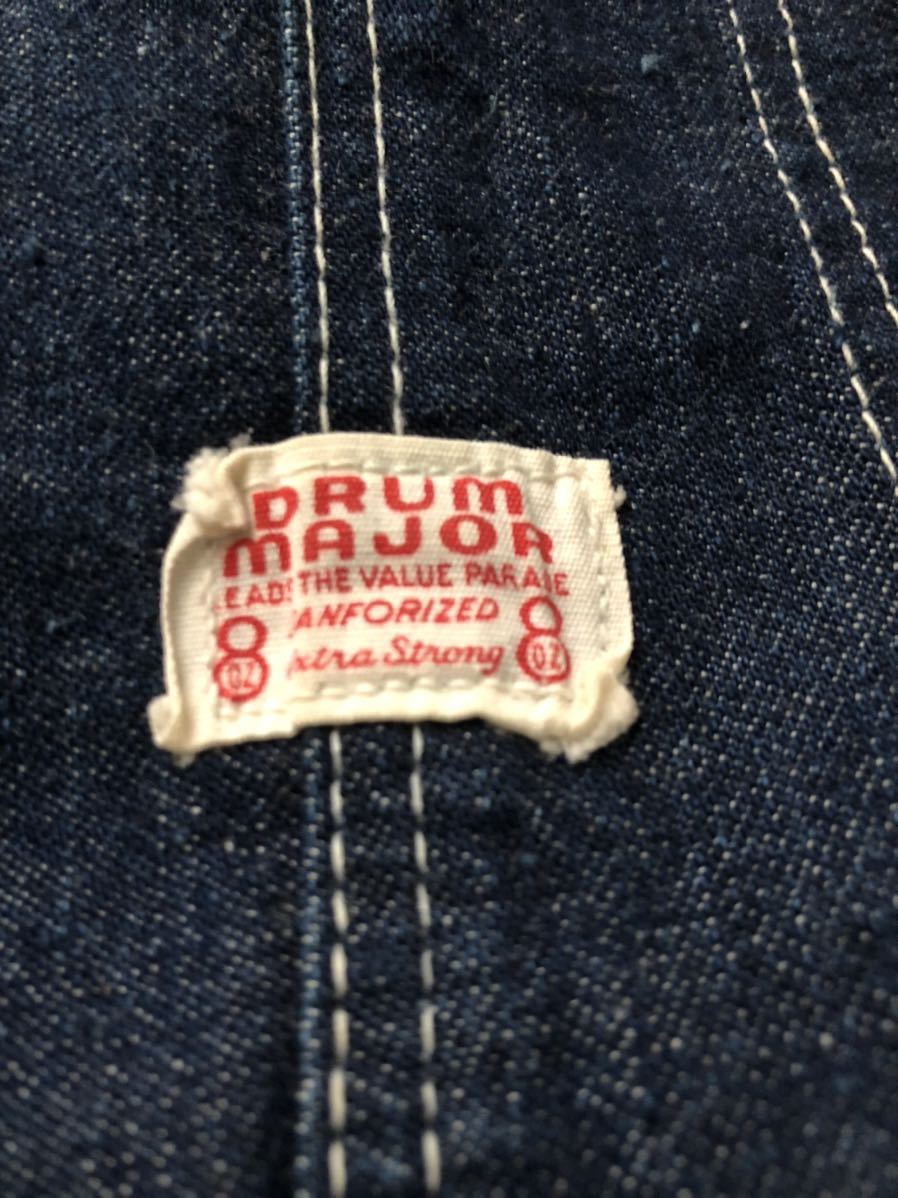 DRUM
MAJOR
LEADS THE VALUE PARADE
SANFORIZED
8 Extra Strong 8
OZ OZ